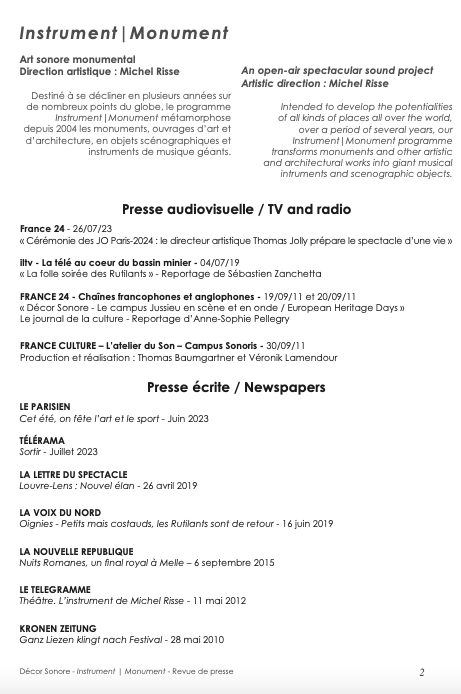 Instrument|Monument
Art sonore monumental
Direction artistique : Michel Risse
Destiné à se décliner en plusieurs années sur
de nombreux points du globe, le programme
Instrument|Monument métamorphose
depuis 2004 les monuments, ouvrages d'art et
d'architecture, en objets scénographiques et
instruments de musique géants.
An open-air spectacular sound project
Artistic direction : Michel Risse
Intended to develop the potentialities
of all kinds of places all over the world,
over a period of several years, our
Instrument|Monument programme
transforms monuments and other artistic
and architectural works into giant musical
intruments and scenographic objects.
Presse audiovisuelle / TV and radio
France 24 - 26/07/23
« Cérémonie des JO Paris-2024 : le directeur artistique Thomas Jolly prépare le spectacle d'une vie »
iltv - La télé au coeur du bassin minier - 04/07/19
« La folle soirée des Rutilants » - Reportage de Sébastien Zanchetta
FRANCE 24 - Chaînes francophones et anglophones - 19/09/11 et 20/09/11
« Décor Sonore - Le campus Jussieu en scène et en onde / European Heritage Days »
Le journal de la culture - Reportage d'Anne-Sophie Pellegry
FRANCE CULTURE – L'atelier du Son – Campus Sonoris - 30/09/11
Production et réalisation : Thomas Baumgartner et Véronik Lamendour
Presse écrite / Newspapers
LE PARISIEN
Cet été, on fête l'art et le sport - Juin 2023
TÉLÉRAMA
Sortir - Juillet 2023
LA LETTRE DU SPECTACLE
Louvre-Lens : Nouvel élan - 26 avril 2019
LA VOIX DU NORD
Oignies - Petits mais costauds, les Rutilants sont de retour - 16 juin 2019
LA NOUVELLE REPUBLIQUE
Nuits Romanes, un final royal à Melle – 6 septembre 2015
LE TELEGRAMME
Théâtre. L'instrument de Michel Risse - 11 mai 2012
KRONEN ZEITUNG
Ganz Liezen klingt nach Festival - 28 mai 2010
Décor Sonore - Instrument | Monument - Revue de presse
2